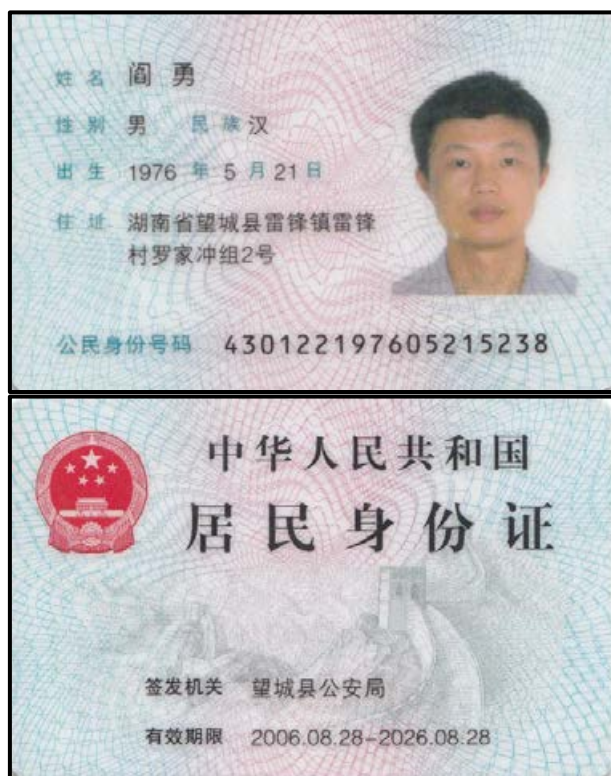 姓名 阎勇
性别 男 民族 汉
出生 1976 年 5 月 21 日
住址 湖南省望城县雷锋镇雷锋
村罗家冲组2号
公民身份号码 430122197605215238
中华人民共和国
居民身份证
签发机关 望城县公安局
有效期限 2006.08.28-2026.08.28